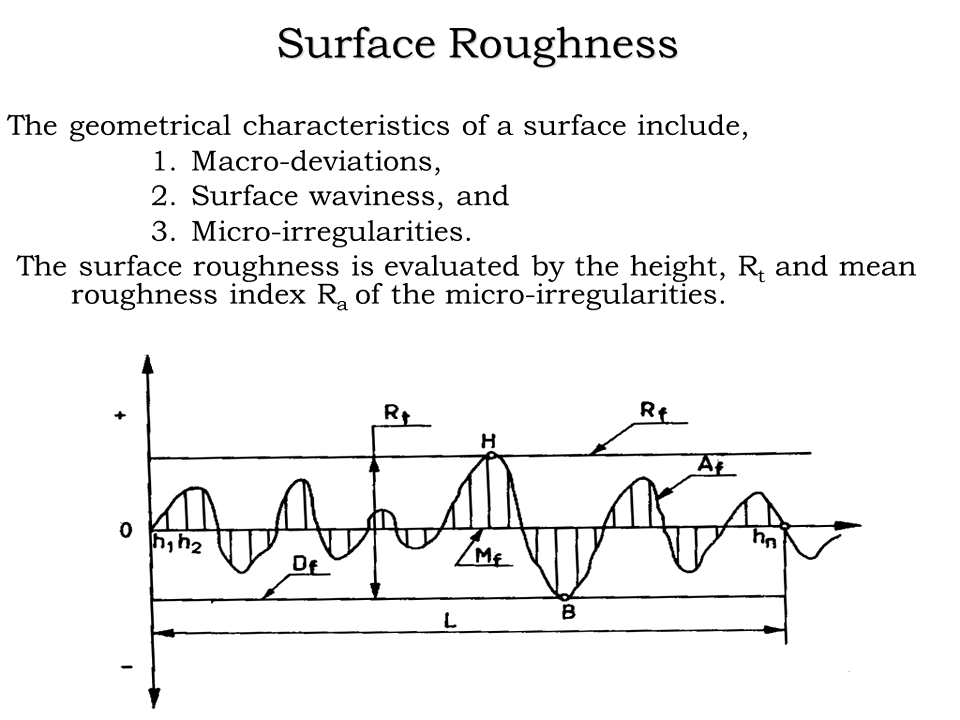 Surface Roughness
The geometrical characteristics of a surface include,
1. Macro-deviations,
2. Surface waviness, and
3. Micro-irregularities.
The surface roughness is evaluated by the height, Rt and mean
roughness index Ra of the micro-irregularities.
+
Rt
Rf
H
Af
0
h1 h2
Mf
hn
Df
B
L
-